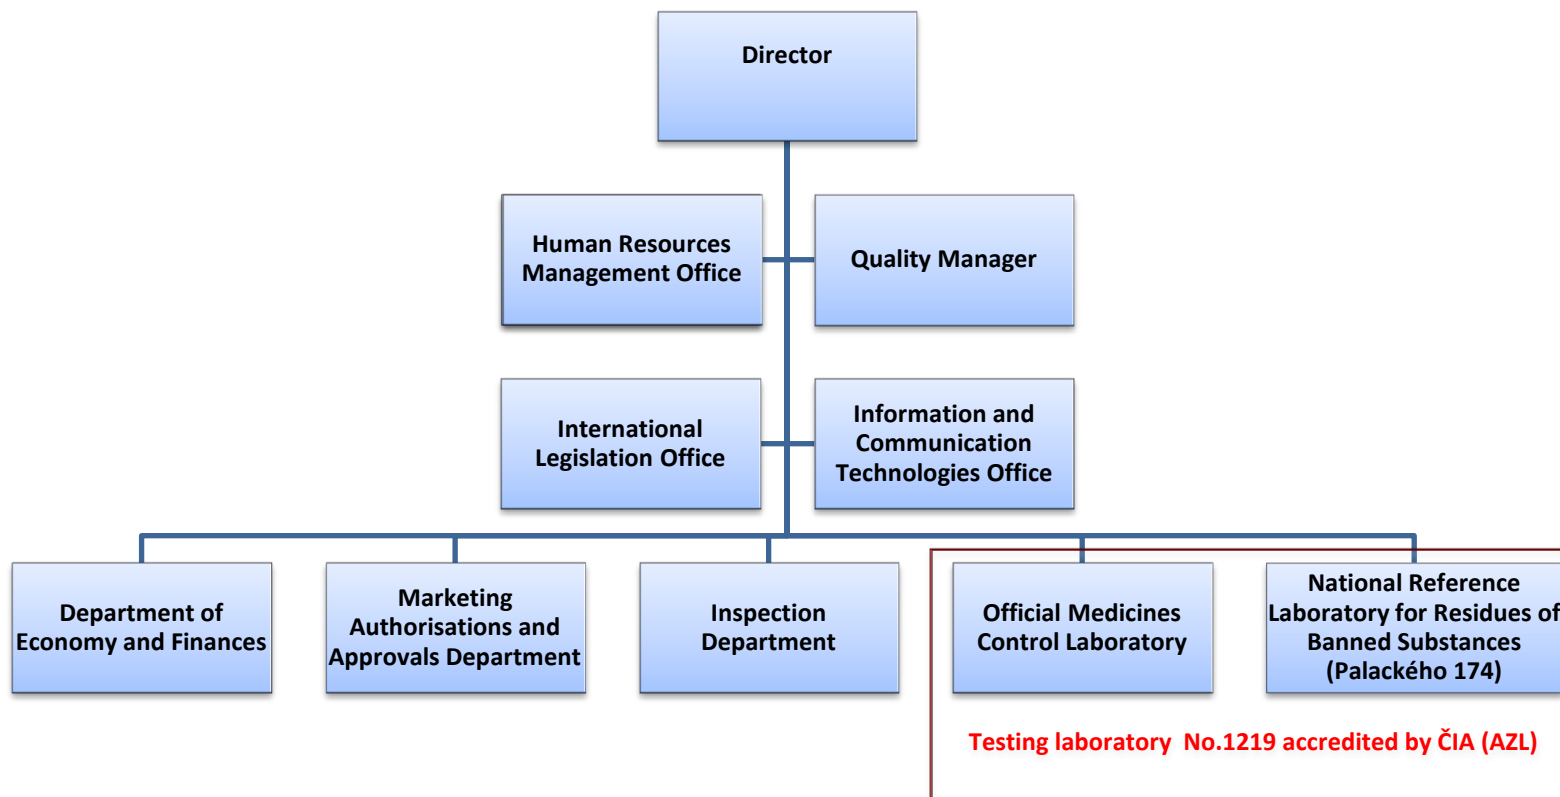 Director
Human Resources
Management Office
Quality Manager
International
Legislation Office
Information and
Communication
Technologies Office
Department of
Economy and Finances
Marketing
Authorisations and
Approvals Department
Inspection
Department
Official Medicines
Control Laboratory
National Reference
Laboratory for Residues of
Banned Substances
(Palackého 174)
Testing laboratory No.1219 accredited by ČIA (AZL)